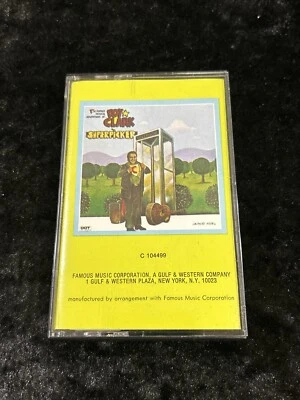 ROY
CLARK
SUPERPICKER
C 104499
FAMOUS MUSIC CORPORATION, A GULF & WESTERN COMPANY
1 GULF & WESTERN PLAZA, NEW YORK, N.Y. 10023
manufactured by arrangement with Famous Music Corporation